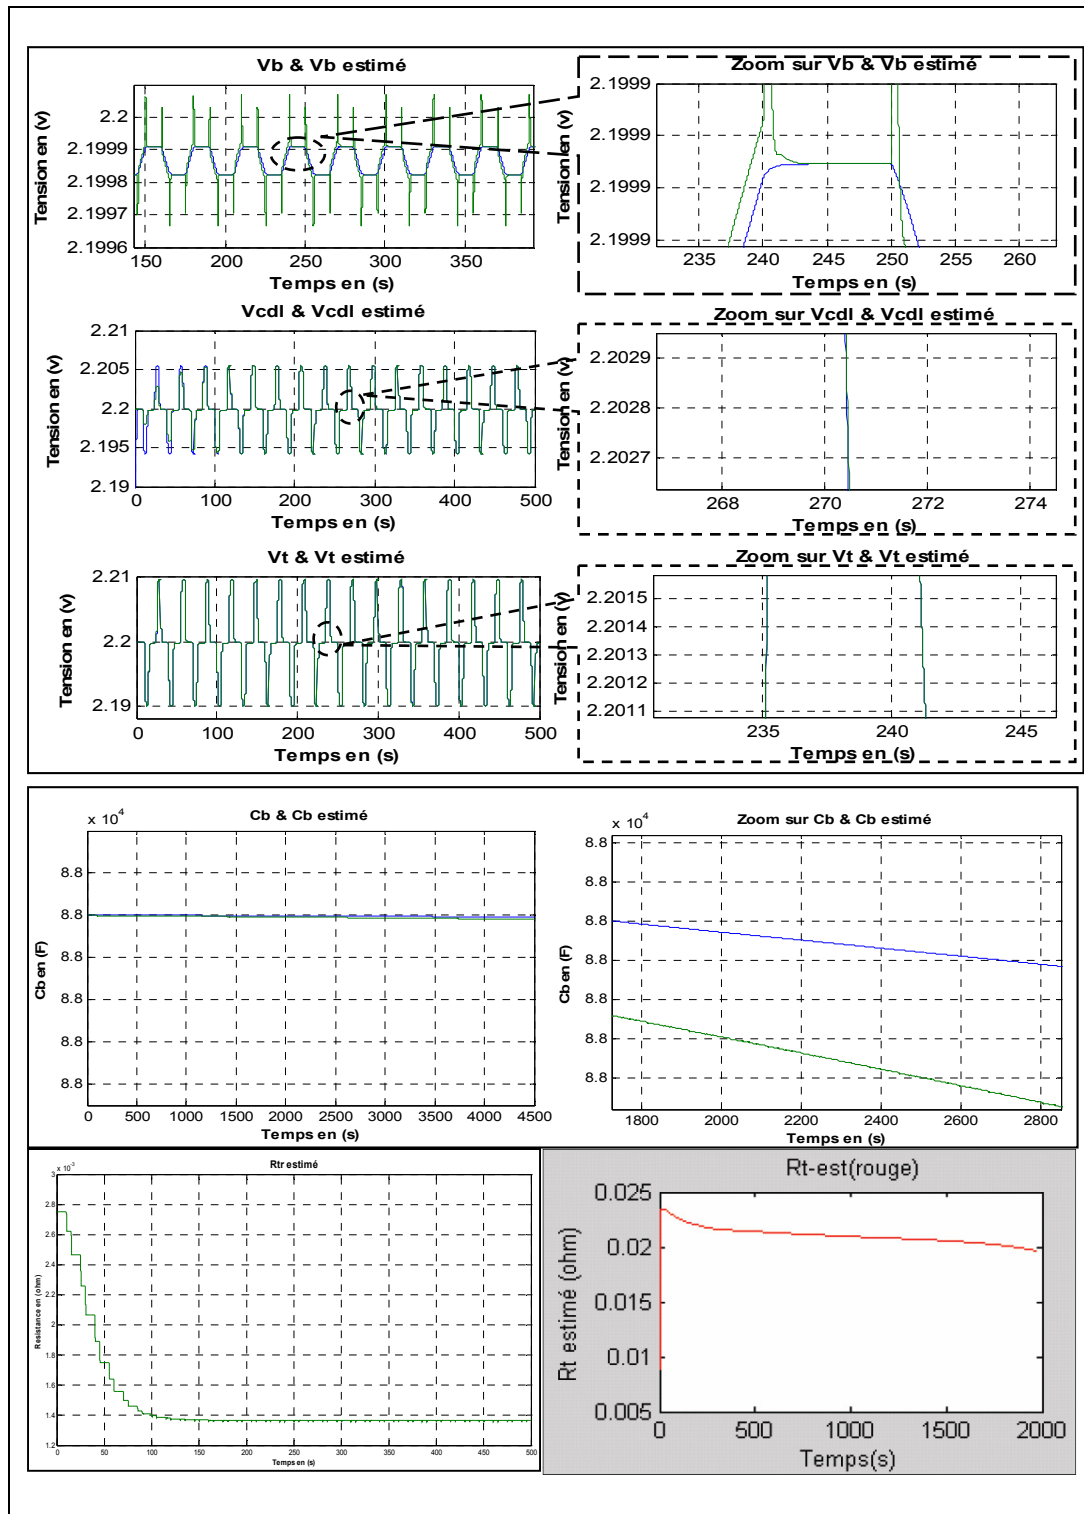 Vb & Vb estimé
Tension en (v)
2.2
2.1999
2.1998
2.1997
2.1996
150 200 250 300 350
Temps en (s)
Zoom sur Vb & Vb estimé
Tension en (v)
2.1999
2.1999
2.1999
2.1999
235 240 245 250 255 260
Temps en (s)
Vcdl & Vcdl estimé
Tension en (v)
2.21
2.205
2.2
2.195
2.19
0 100 200 300 400 500
Temps en (s)
Zoom sur Vcdl & Vcdl estimé
Tension en (v)
2.2029
2.2028
2.2027
268 270 272 274
Temps en (s)
Vt & Vt estimé
Tension en (v)
2.21
2.2
2.19
0 100 200 300 400 500
Temps en (s)
Zoom sur Vt & Vt estimé
Tension en (v)
2.2015
2.2014
2.2013
2.2012
2.2011
235 240 245
Temps en (s)
x 10^4
Cb & Cb estimé
Cb en (F)
8.8
8.8
8.8
8.8
8.8
8.8
0 500 1000 1500 2000 2500 3000 3500 4000 4500
Temps en (s)
x 10^4
Zoom sur Cb & Cb estimé
Cb en (F)
8.8
8.8
8.8
8.8
8.8
8.8
8.8
1800 2000 2200 2400 2600 2800
Temps en (s)
x 10^-3
Rtr estimé
Resistance en (ohm)
3
2.8
2.6
2.4
2.2
2
1.8
1.6
1.4
1.2
0 50 100 150 200 250 300 350 400 450 500
Temps en (s)
Rt-est(rouge)
Rt estimé (ohm)
0.025
0.02
0.015
0.01
0.005
0 500 1000 1500 2000
Temps(s)